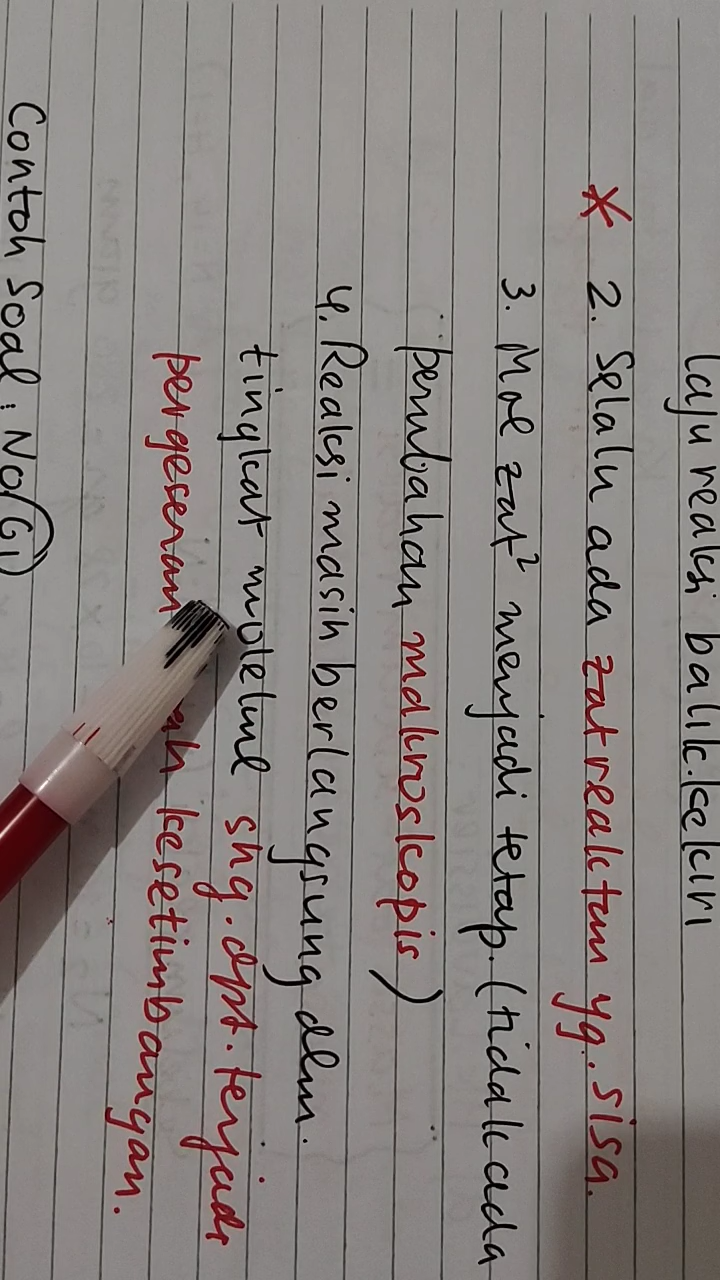 laju reaksi balik. kekiri
* 2. Selalu ada zat reaktan yg. sisa.
3. Mol zat² menjadi tetap. (tidak ada
perubahan makroskopis)
4. Reaksi masih berlangsung dlm.
tingkat molekul shg. dpt. terjadi
pergeseran kesetimbangan.
Contoh Soal: No 61)